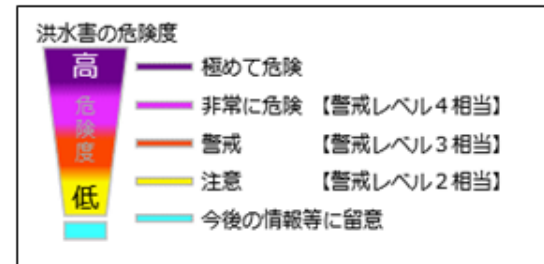 洪水害の危険度
高
危険度
低
極めて危険
非常に危険 【警戒レベル4相当】
警戒 【警戒レベル3相当】
注意 【警戒レベル2相当】
今後の情報等に留意